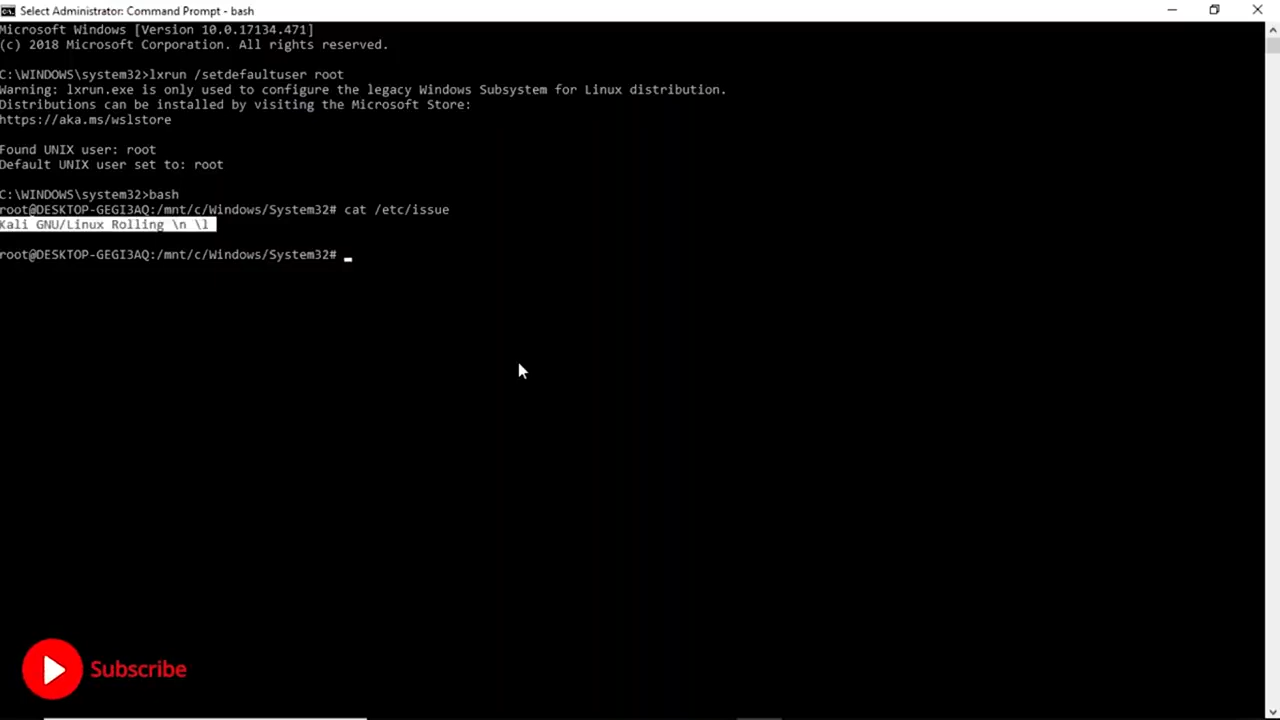 Select Administrator: Command Prompt - bash
Microsoft Windows [Version 10.0.17134.471]
(c) 2018 Microsoft Corporation. All rights reserved.
C:\WINDOWS\system32>lxrun /setdefaultuser root
Warning: lxrun.exe is only used to configure the legacy Windows Subsystem for Linux distribution.
Distributions can be installed by visiting the Microsoft Store:
https://aka.ms/wslstore
Found UNIX user: root
Default UNIX user set to: root
C:\WINDOWS\system32>bash
root@DESKTOP-GEGI3AQ:/mnt/c/Windows/System32# cat /etc/issue
Kali GNU/Linux Rolling \n \l
root@DESKTOP-GEGI3AQ:/mnt/c/Windows/System32#
Subscribe